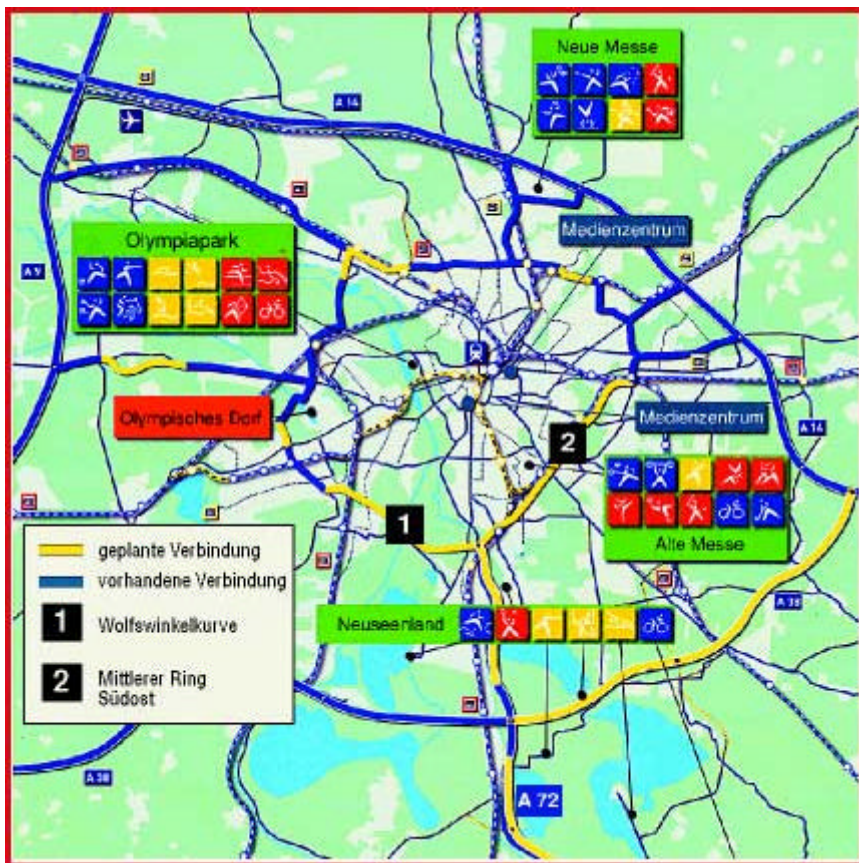 Neue Messe
A 14
Olympiapark
Medienzentrum
A 9
Olympisches Dorf
2
Medienzentrum
A 14
1
Alte Messe
geplante Verbindung
vorhandene Verbindung
1 Wolfswinkelkurve
2 Mittlerer Ring
Südost
Neuseenland
A 38
A 38
A 72